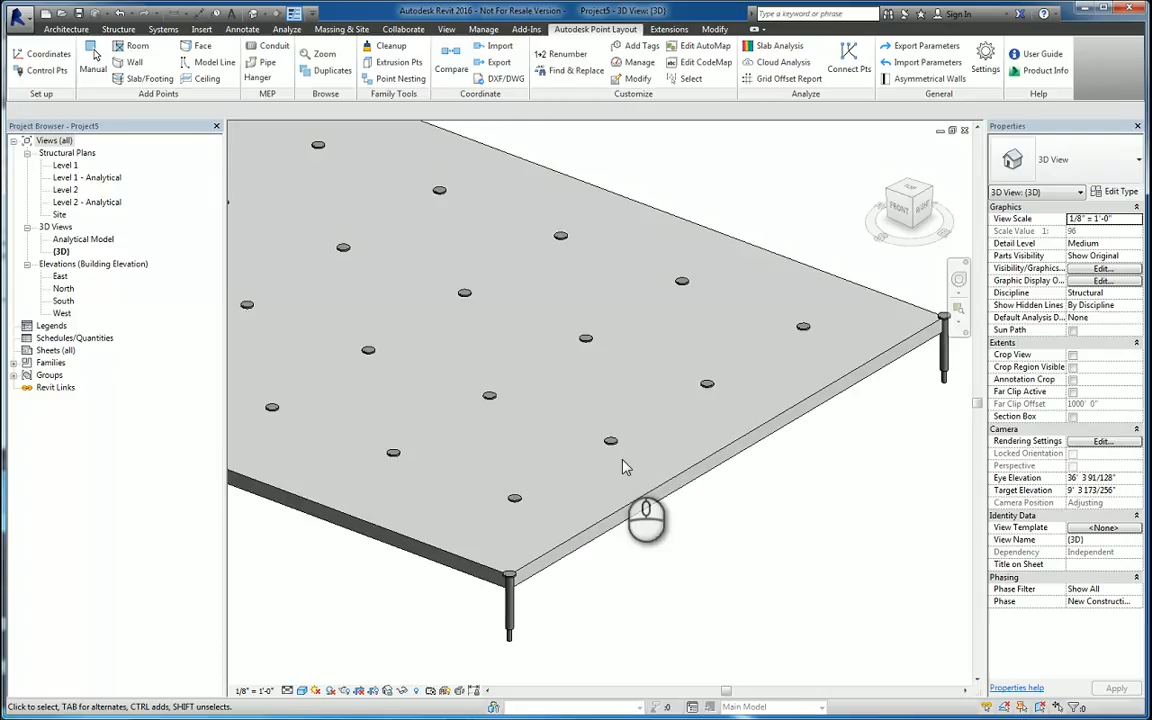 Autodesk Revit 2016 - Not For Resale Version - Project5 - 3D View: {3D}
Type a keyword or phrase
Sign In
Architecture Structure Systems Insert Annotate Analyze Massing & Site Collaborate View Manage Add-Ins Autodesk Point Layout Extensions Modify
Coordinates
Control Pts
Set up
Manual
Room
Wall
Slab/Footing
Face
Model Line
Ceiling
Add Points
Conduit
Pipe
Hanger
MEP
Zoom
Duplicates
Browse
Cleanup
Extrusion Pts
Point Nesting
Family Tools
Compare
Import
Export
DXF/DWG
Coordinate
Renumber
Find & Replace
Add Tags
Manage
Modify
Edit AutoMap
Edit CodeMap
Select
Customize
Slab Analysis
Cloud Analysis
Grid Offset Report
Connect Pts
Analyze
Export Parameters
Import Parameters
Asymmetrical Walls
Settings
General
User Guide
Product Info
Help
Project Browser - Project5
Views (all)
Structural Plans
Level 1
Level 1 - Analytical
Level 2
Level 2 - Analytical
Site
3D Views
Analytical Model
{3D}
Elevations (Building Elevation)
East
North
South
West
Legends
Schedules/Quantities
Sheets (all)
Families
Groups
Revit Links
TOP
FRONT
RIGHT
Properties
3D View
3D View: {3D}
Edit Type
Graphics
View Scale 1/8" = 1'-0"
Scale Value 1: 96
Detail Level Medium
Parts Visibility Show Original
Visibility/Graphics... Edit...
Graphic Display O... Edit...
Discipline Structural
Show Hidden Lines By Discipline
Default Analysis D... None
Sun Path
Extents
Crop View
Crop Region Visible
Annotation Crop
Far Clip Active
Far Clip Offset 1000' 0"
Section Box
Camera
Rendering Settings Edit...
Locked Orientation
Perspective
Eye Elevation 36' 3 91/128"
Target Elevation 9' 3 173/256"
Camera Position Adjusting
Identity Data
View Template <None>
View Name {3D}
Dependency Independent
Title on Sheet
Phasing
Phase Filter Show All
Phase New Constructi...
Properties help
Apply
1/8" = 1'-0"
Click to select, TAB for alternates, CTRL adds, SHIFT unselects.
:0
Main Model
:0